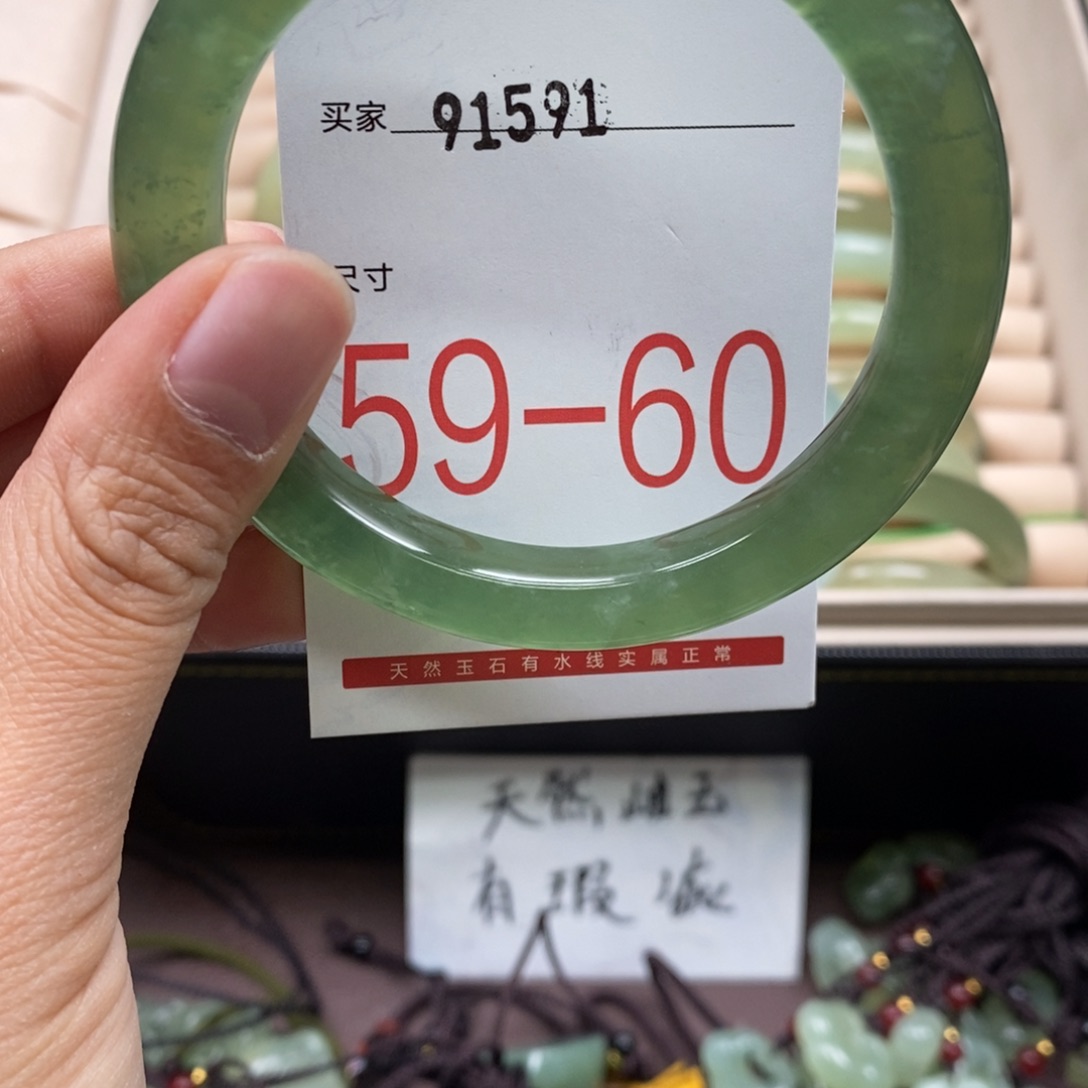 买家 91591
尺寸
59-60
天然玉石有水线实属正常
天然岫玉
有瑕疵